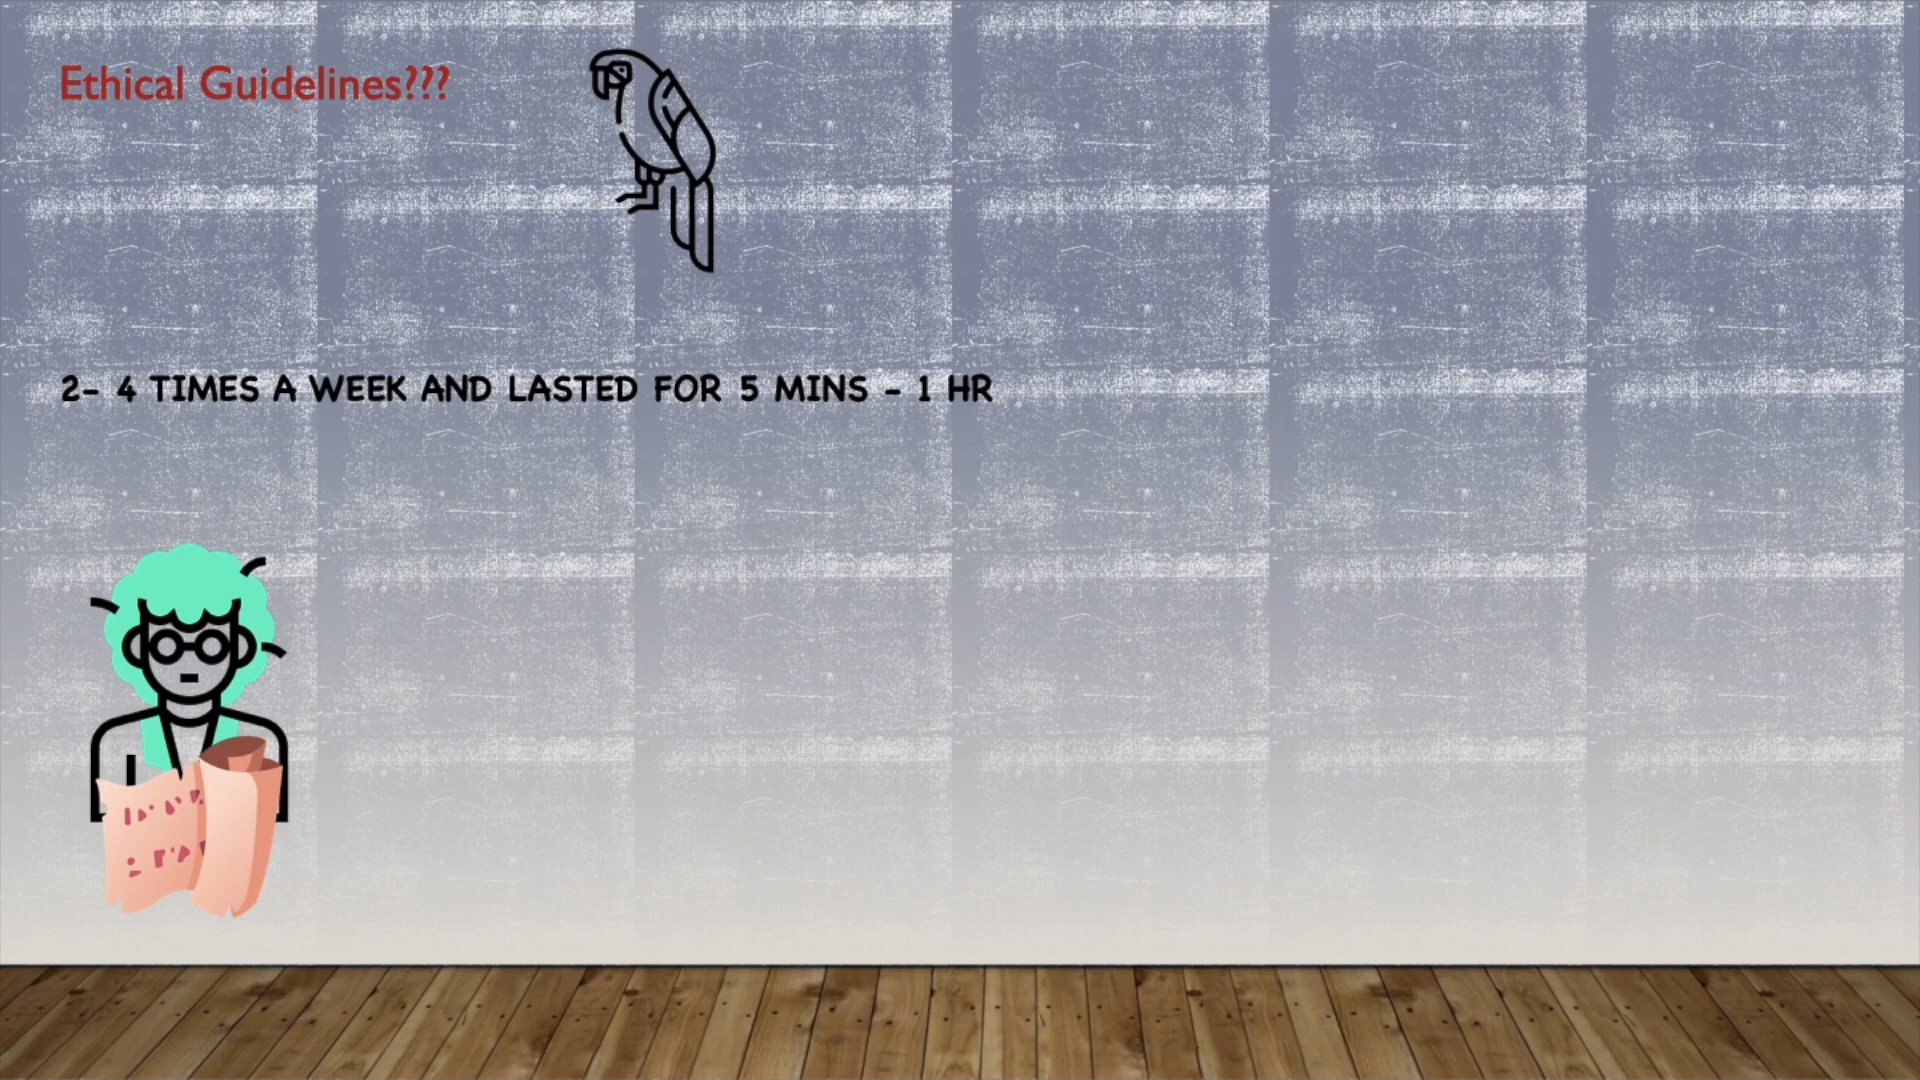 Ethical Guidelines???
2- 4 TIMES A WEEK AND LASTED FOR 5 MINS - 1 HR